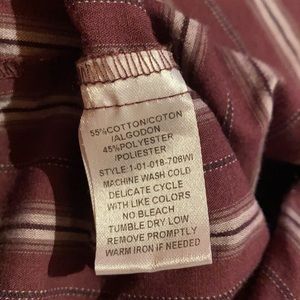 55%COTTON/COTON
/ALGODON
45%POLYESTER
/POLIESTER
STYLE:1-01-018-706WI
MACHINE WASH COLD
DELICATE CYCLE
WITH LIKE COLORS
NO BLEACH
TUMBLE DRY LOW
REMOVE PROMPTLY
WARM IRON IF NEEDED